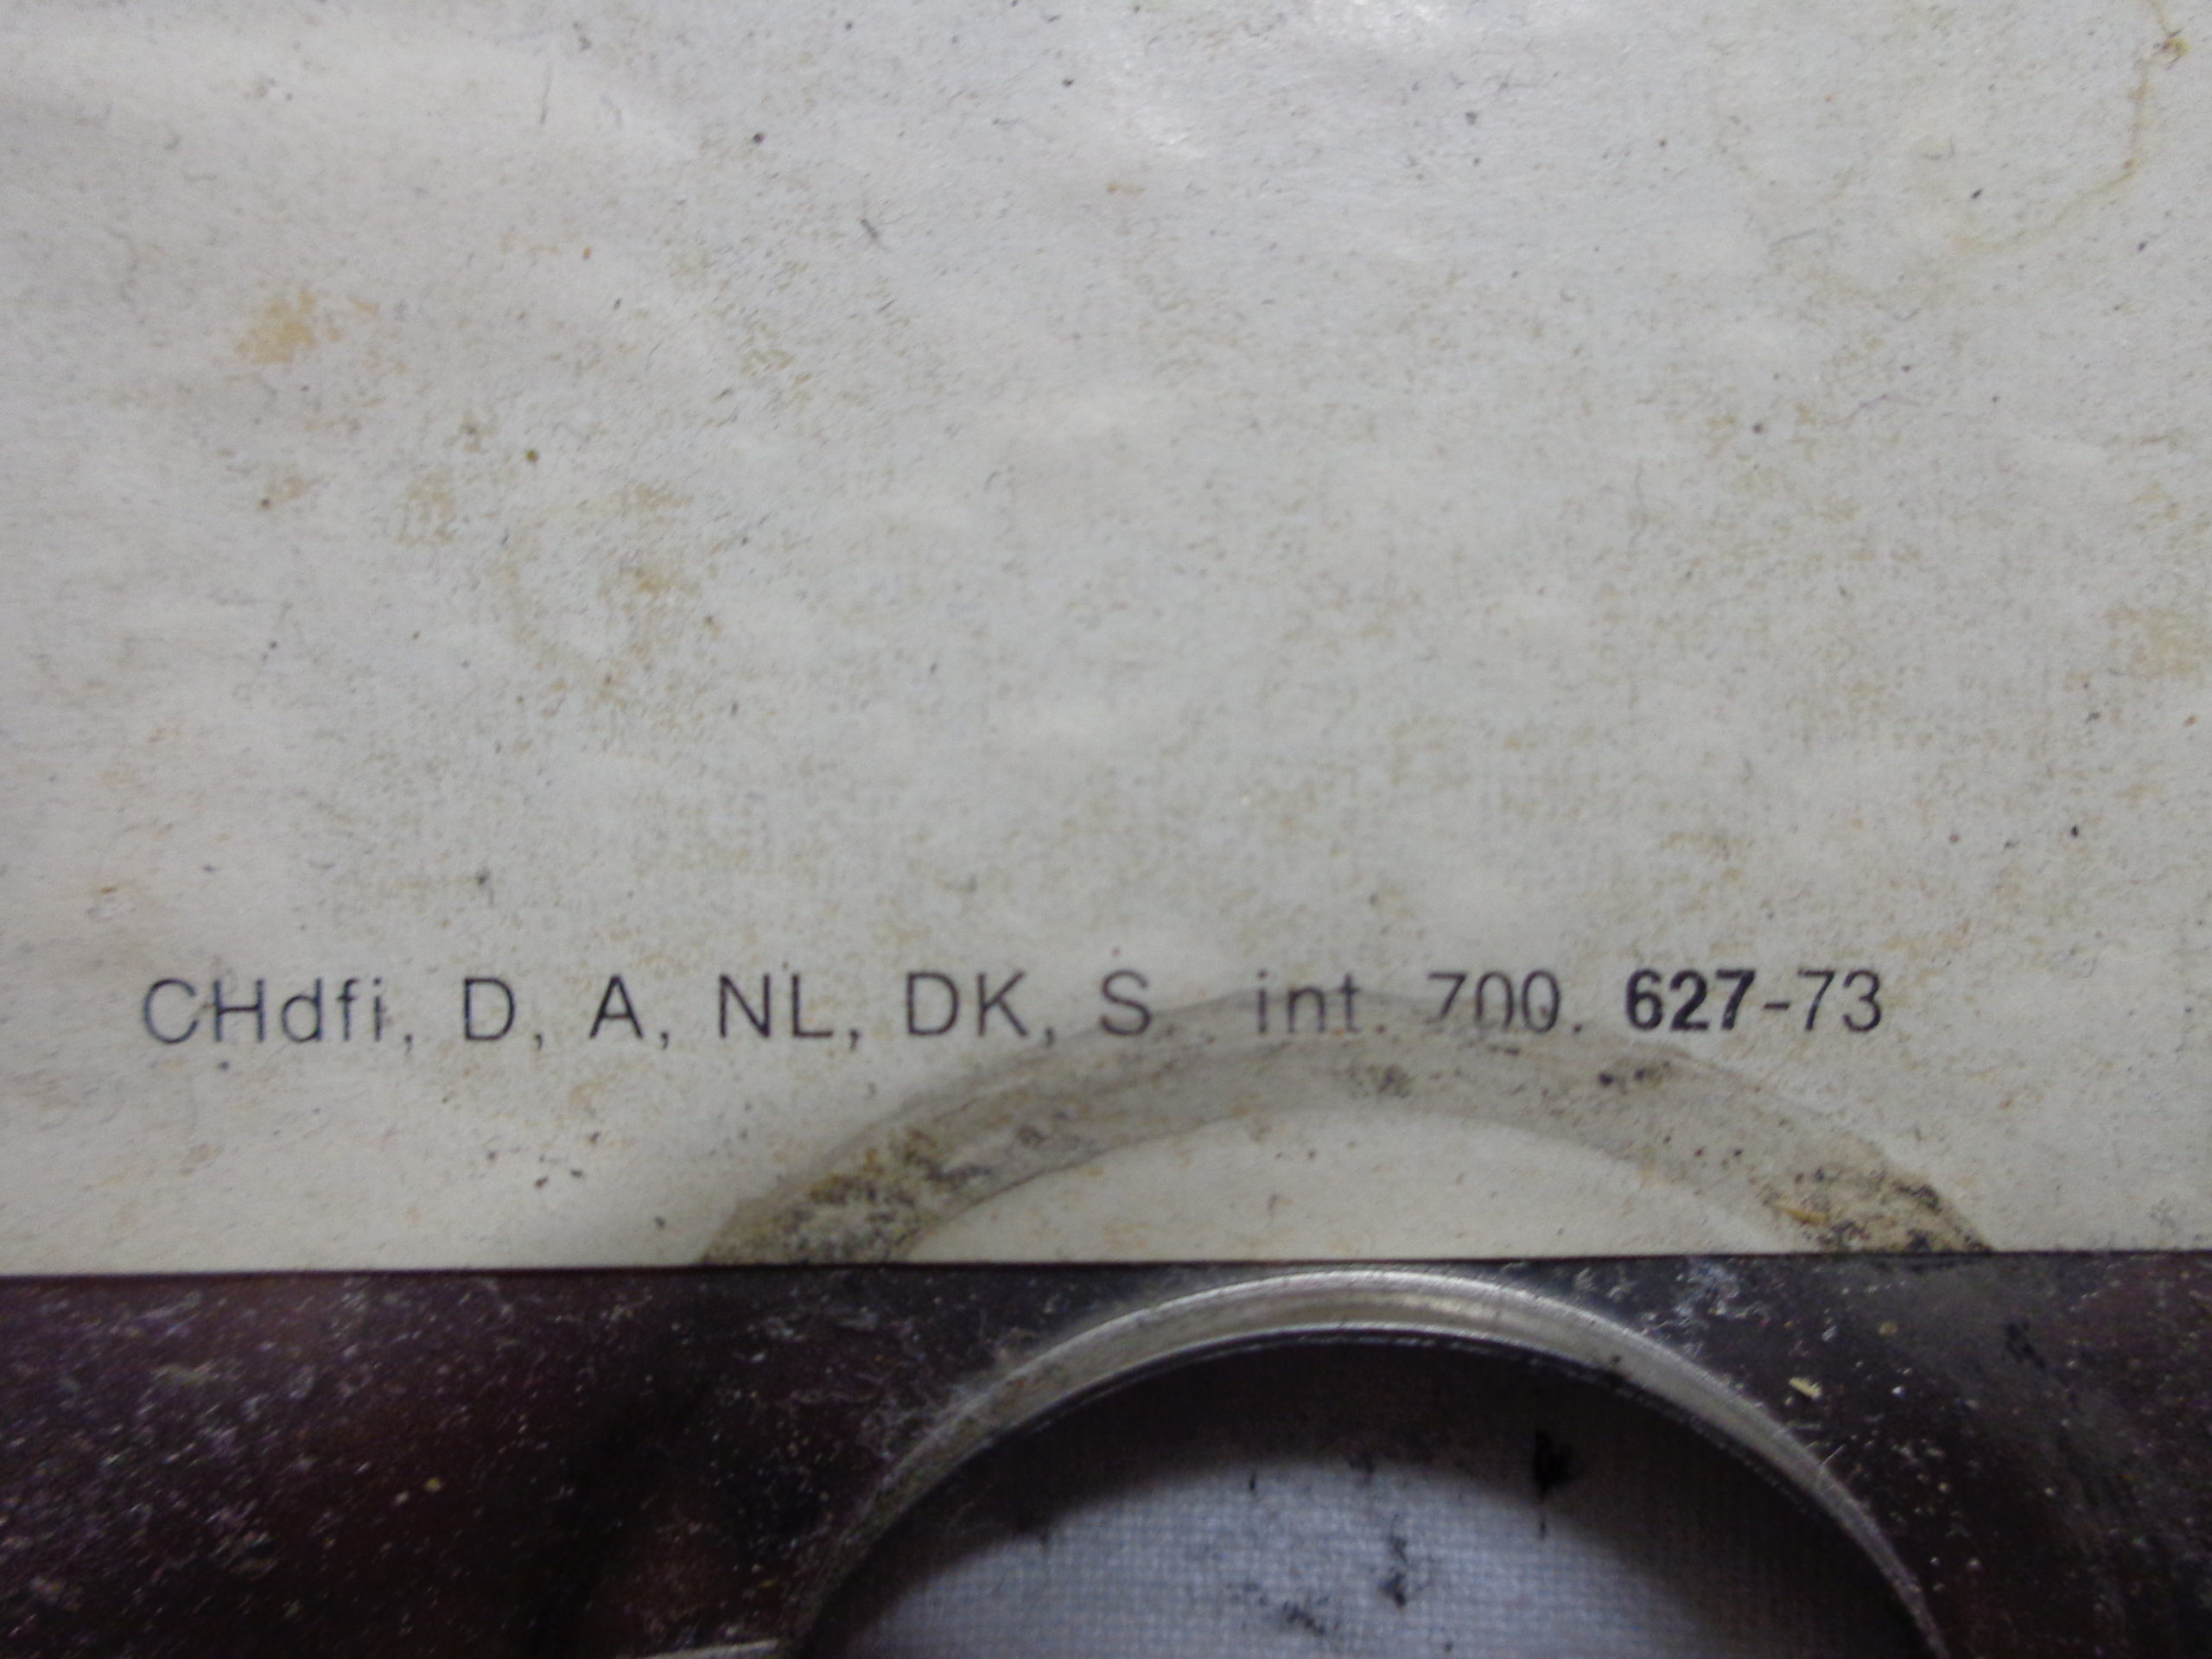 CHdfi, D, A, NL, DK, S. int. 700. 627-73